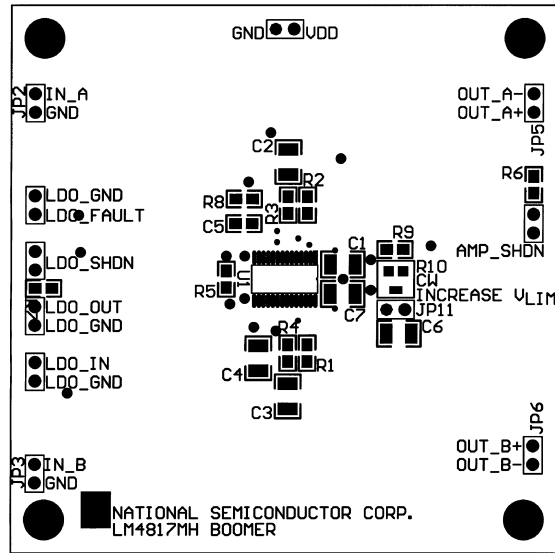 GND VDD
JP2 IN_A
GND
OUT_A-
OUT_A+
JP5
C2
R6
R2
LDO_GND
LDO_FAULT
R8
R3
C5
AMP_SHDN
R9
LDO_SHDN
C1
R10
CW
U1
R5
INCREASE VLIM
LDO_OUT
LDO_GND
C7
JP11
C6
R4
LDO_IN
LDO_GND
R1
C4
C3
JP6
OUT_B+
OUT_B-
JP3 IN_B
GND
NATIONAL SEMICONDUCTOR CORP.
LM4817MH BOOMER